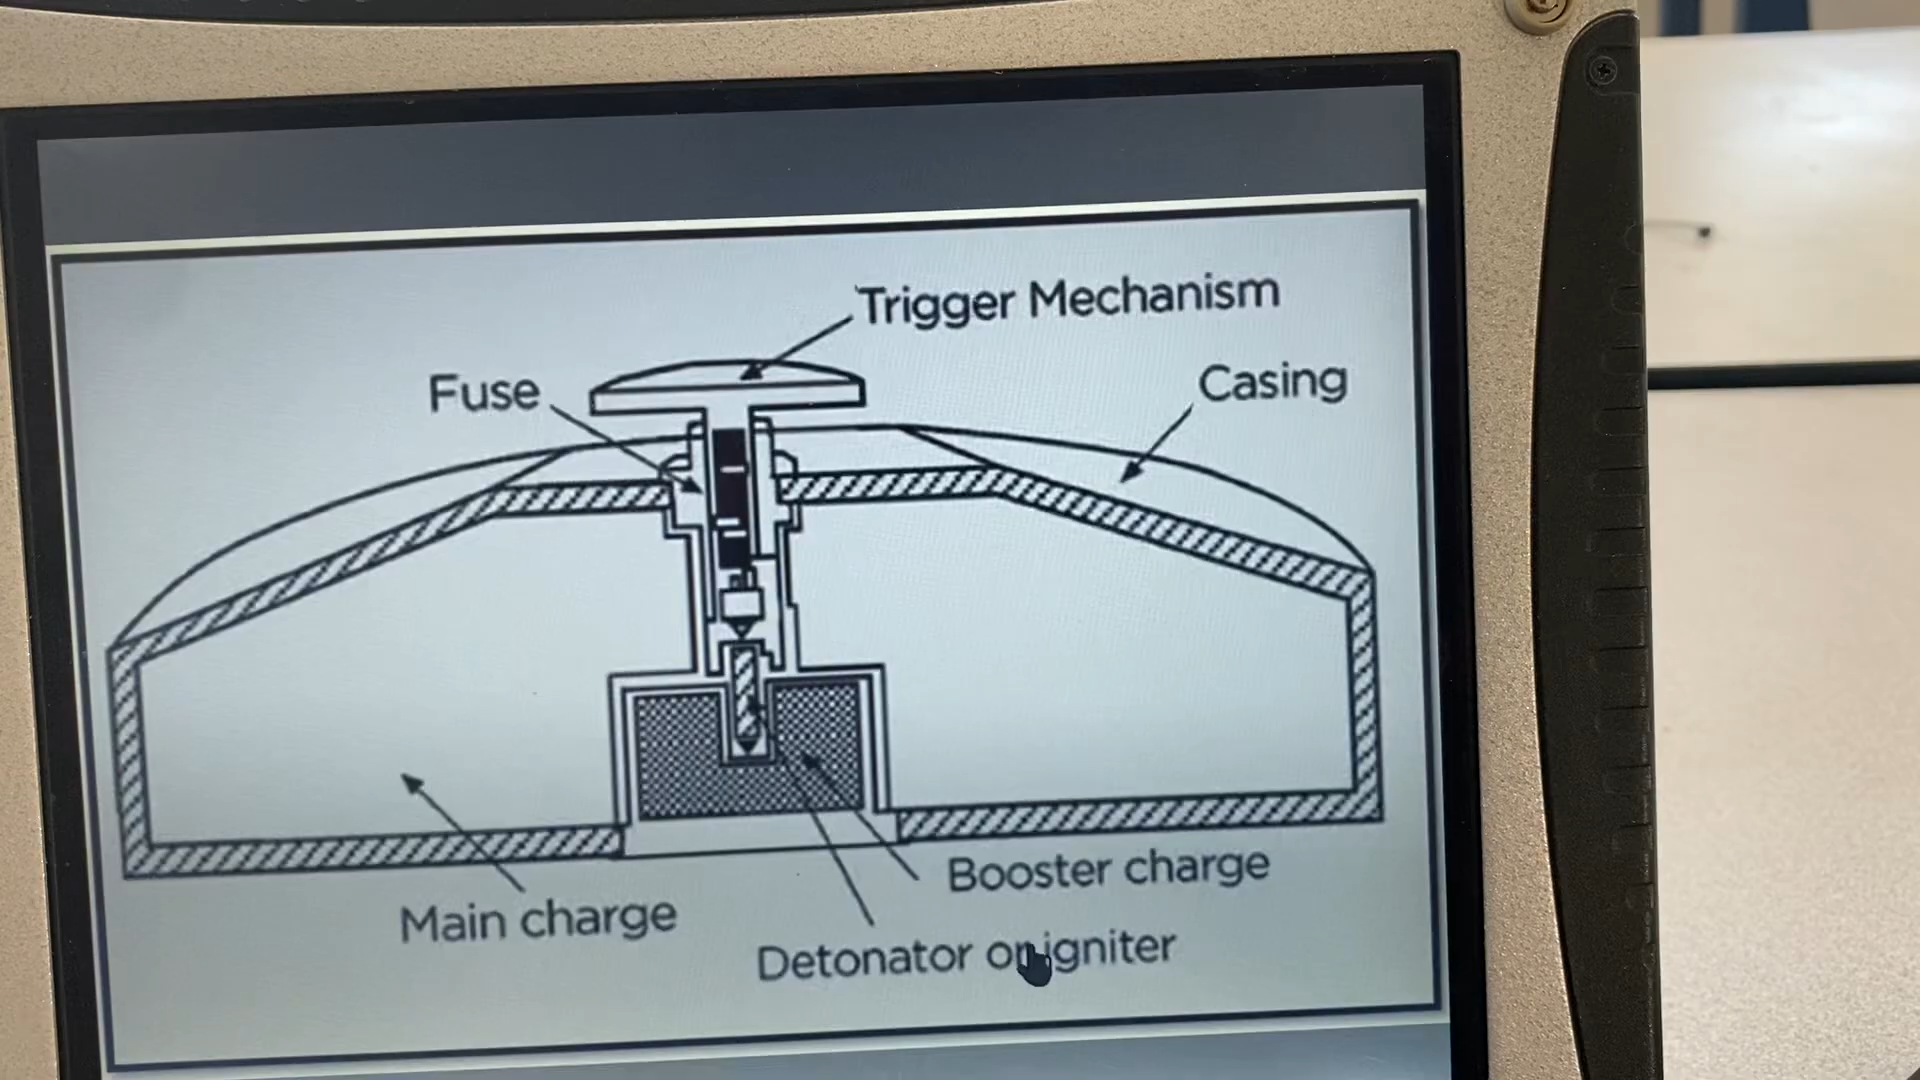 Trigger Mechanism
Fuse
Casing
Booster charge
Main charge
Detonator or igniter